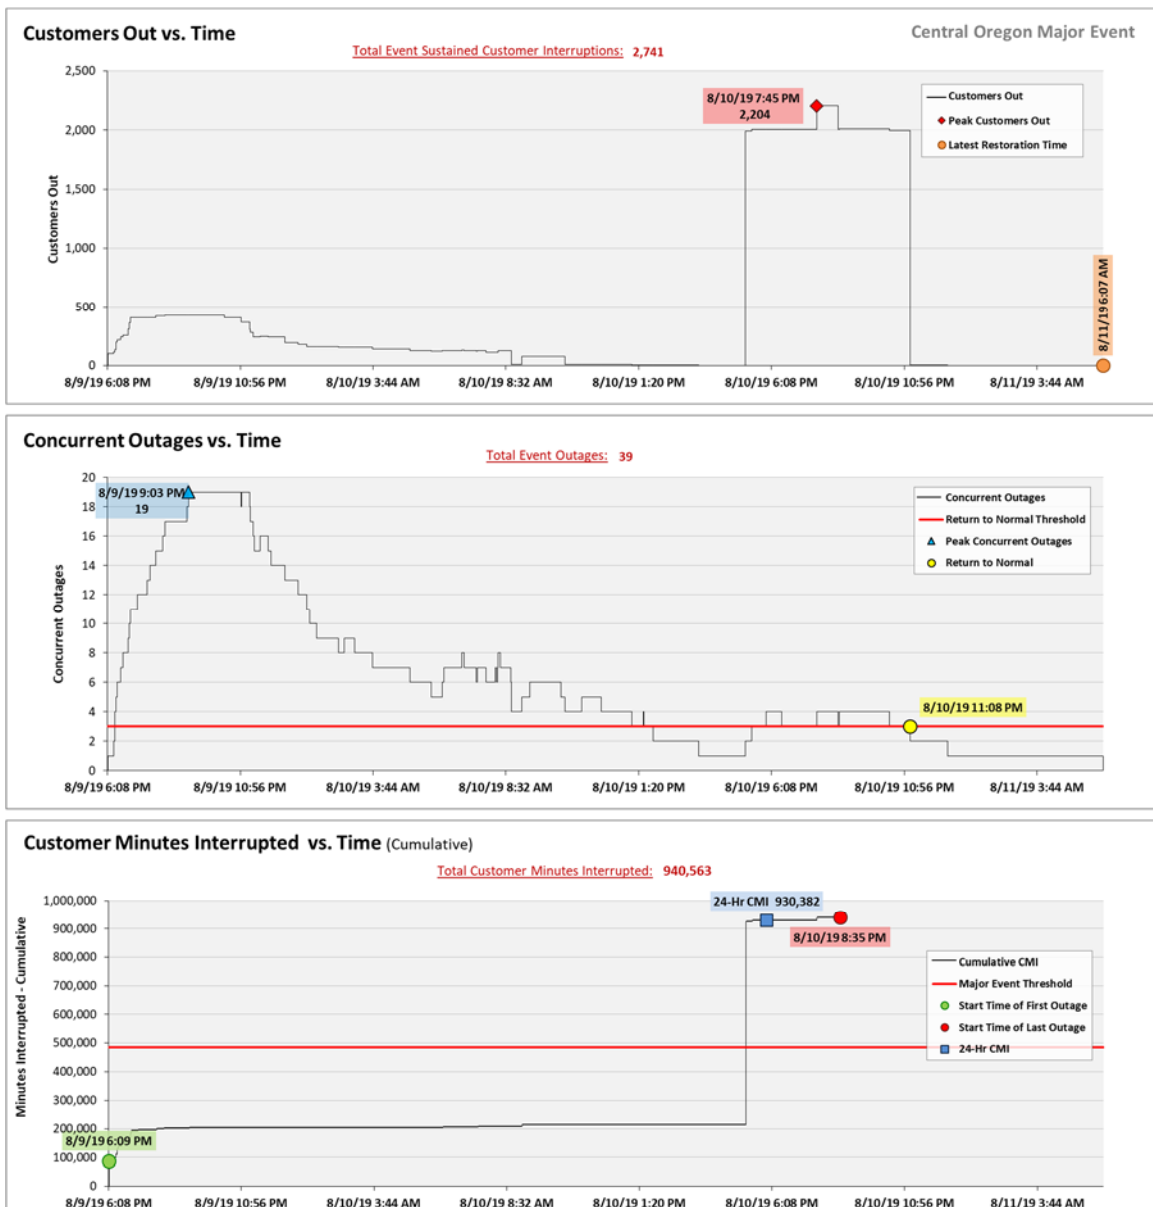 Customers Out vs. Time
Central Oregon Major Event
Total Event Sustained Customer Interruptions: 2,741
2,500
2,000
1,500
1,000
500
0
Customers Out
8/10/19 7:45 PM
2,204
Customers Out
Peak Customers Out
Latest Restoration Time
8/11/19 6:07 AM
8/9/19 6:08 PM 8/9/19 10:56 PM 8/10/19 3:44 AM 8/10/19 8:32 AM 8/10/19 1:20 PM 8/10/19 6:08 PM 8/10/19 10:56 PM 8/11/19 3:44 AM
Concurrent Outages vs. Time
Total Event Outages: 39
20
18
16
14
12
10
8
6
4
2
0
Concurrent Outages
8/9/19 9:03 PM
19
Concurrent Outages
Return to Normal Threshold
Peak Concurrent Outages
Return to Normal
8/10/19 11:08 PM
8/9/19 6:08 PM 8/9/19 10:56 PM 8/10/19 3:44 AM 8/10/19 8:32 AM 8/10/19 1:20 PM 8/10/19 6:08 PM 8/10/19 10:56 PM 8/11/19 3:44 AM
Customer Minutes Interrupted vs. Time (Cumulative)
Total Customer Minutes Interrupted: 940,563
1,000,000
900,000
800,000
700,000
600,000
500,000
400,000
300,000
200,000
100,000
0
Minutes Interrupted - Cumulative
24-Hr CMI 930,382
8/10/19 8:35 PM
Cumulative CMI
Major Event Threshold
Start Time of First Outage
Start Time of Last Outage
24-Hr CMI
8/9/19 6:09 PM
8/9/19 6:08 PM 8/9/19 10:56 PM 8/10/19 3:44 AM 8/10/19 8:32 AM 8/10/19 1:20 PM 8/10/19 6:08 PM 8/10/19 10:56 PM 8/11/19 3:44 AM